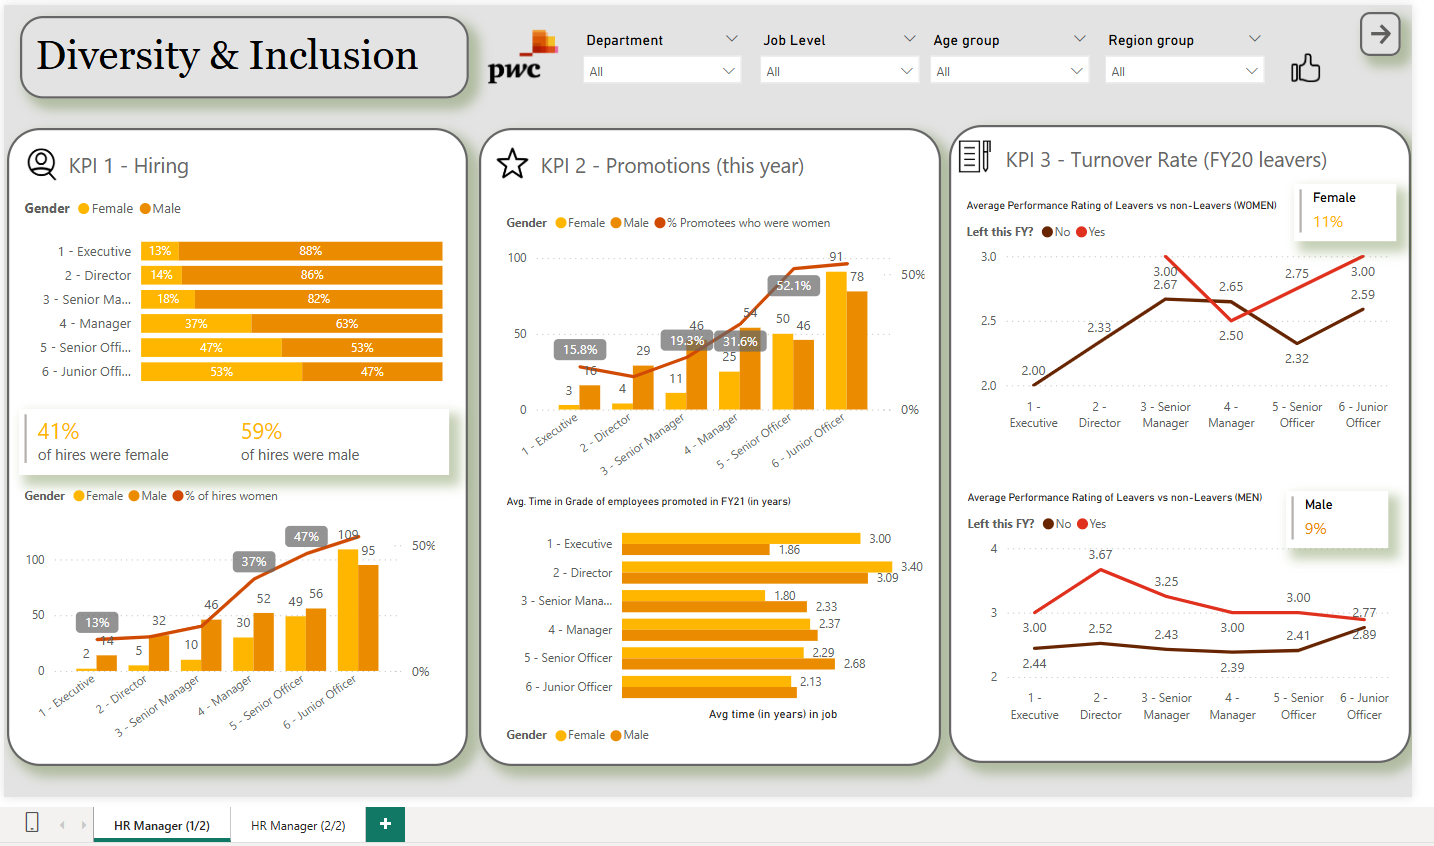 Diversity & Inclusion
pwc
Department
All
Job Level
All
Age group
All
Region group
All
KPI 1 - Hiring
Gender Female Male
1 - Executive 13% 88%
2 - Director 14% 86%
3 - Senior Ma... 18% 82%
4 - Manager 37% 63%
5 - Senior Offi... 47% 53%
6 - Junior Offi... 53% 47%
41% 59%
of hires were female of hires were male
Gender Female Male % of hires women
100
50
0
50%
0%
13%
37%
47%
2 14
5 32
10 46
30 52
49 56
109 95
1 - Executive
2 - Director
3 - Senior Manager
4 - Manager
5 - Senior Officer
6 - Junior Officer
KPI 2 - Promotions (this year)
Gender Female Male % Promotees who were women
100
50
0
50%
0%
15.8%
19.3%
31.6%
52.1%
3 16
4 29
11 46
25 54
50 46
91 78
1 - Executive
2 - Director
3 - Senior Manager
4 - Manager
5 - Senior Officer
6 - Junior Officer
Avg. Time in Grade of employees promoted in FY21 (in years)
1 - Executive 3.00
1.86
2 - Director 3.40
3.09
3 - Senior Mana... 1.80
2.33
4 - Manager 2.37
5 - Senior Officer 2.29
2.68
6 - Junior Officer 2.13
Avg time (in years) in job
Gender Female Male
KPI 3 - Turnover Rate (FY20 leavers)
Average Performance Rating of Leavers vs non-Leavers (WOMEN)
Female
11%
Left this FY? No Yes
3.0
2.5
2.0
2.00
2.33
3.00
2.67
2.65
2.50
2.75
2.32
3.00
2.59
1 - Executive
2 - Director
3 - Senior Manager
4 - Manager
5 - Senior Officer
6 - Junior Officer
Average Performance Rating of Leavers vs non-Leavers (MEN)
Male
9%
Left this FY? No Yes
4
3
2
3.00
2.44
3.67
2.52
3.25
2.43
3.00
2.39
3.00
2.41
2.77
2.89
1 - Executive
2 - Director
3 - Senior Manager
4 - Manager
5 - Senior Officer
6 - Junior Officer
HR Manager (1/2) HR Manager (2/2) +